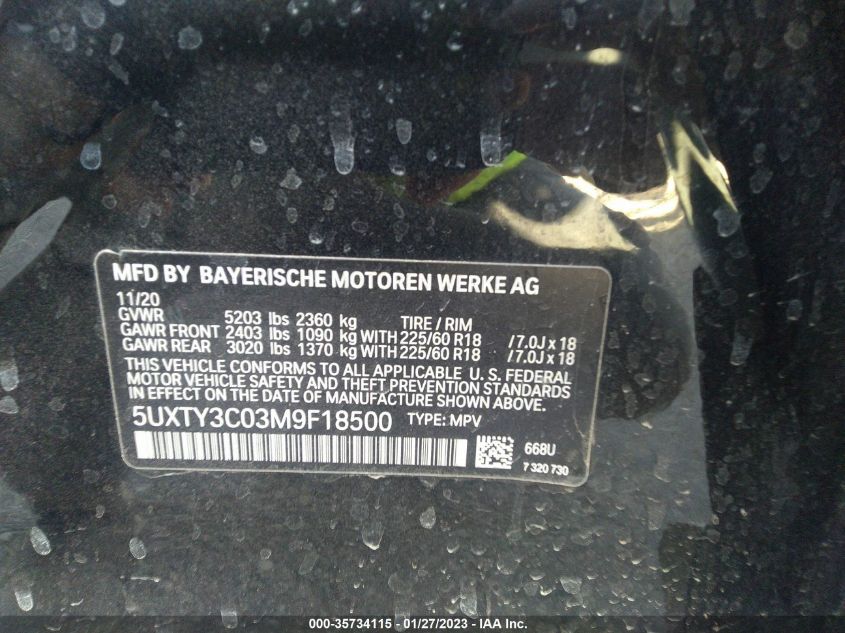 MFD BY BAYERISCHE MOTOREN WERKE AG
11/20
GVWR 5203 lbs 2360 kg TIRE / RIM
GAWR FRONT 2403 lbs 1090 kg WITH 225/60 R18 / 7.0J x 18
GAWR REAR 3020 lbs 1370 kg WITH 225/60 R18 / 7.0J x 18
THIS VEHICLE CONFORMS TO ALL APPLICABLE U. S. FEDERAL
MOTOR VEHICLE SAFETY AND THEFT PREVENTION STANDARDS
IN EFFECT ON THE DATE OF MANUFACTURE SHOWN ABOVE.
5UXTY3C03M9F18500 TYPE: MPV
668U
7 320 730
000-35734115 - 01/27/2023 - IAA Inc.